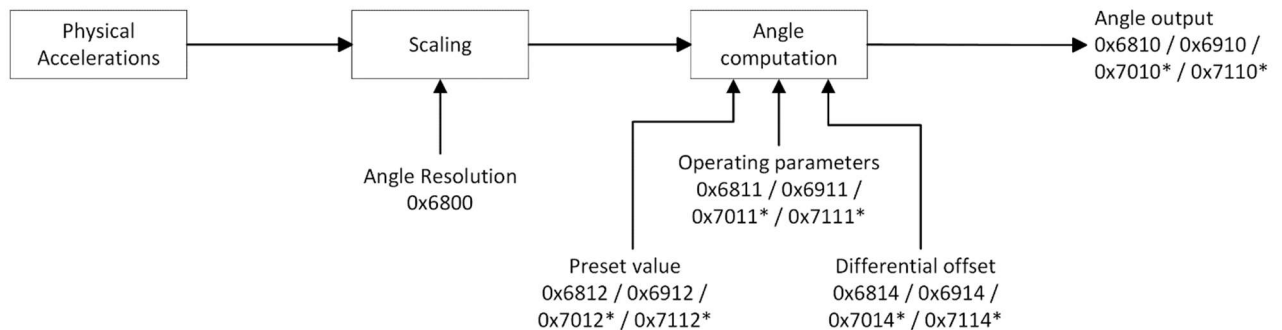 Physical
Accelerations
Scaling
Angle
computation
Angle output
0x6810 / 0x6910 /
0x7010* / 0x7110*
Angle Resolution
0x6800
Operating parameters
0x6811 / 0x6911 /
0x7011* / 0x7111*
Preset value
0x6812 / 0x6912 /
0x7012* / 0x7112*
Differential offset
0x6814 / 0x6914 /
0x7014* / 0x7114*